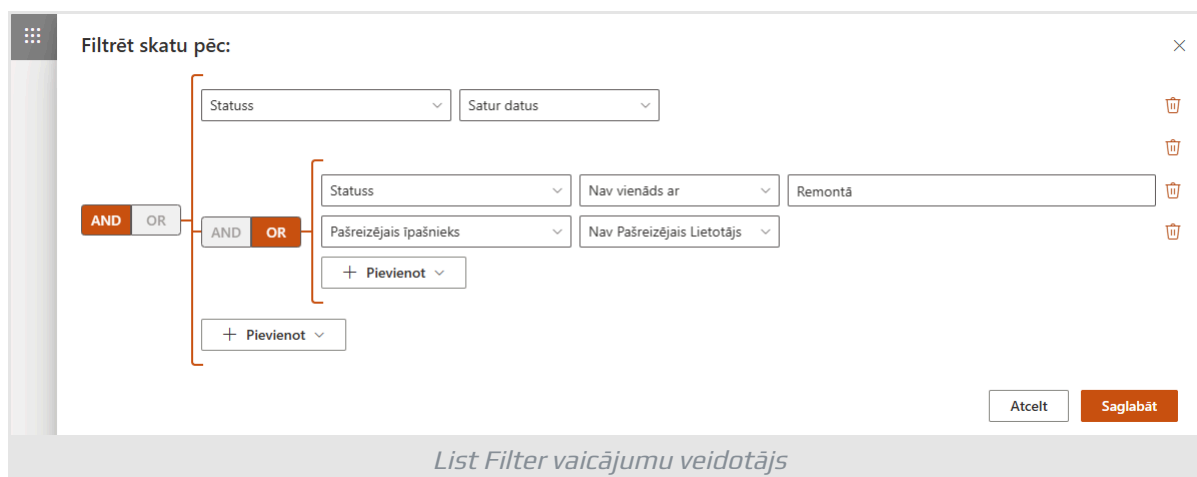 Filtrēt skatu pēc:
Statuss Satur datus
Statuss Nav vienāds ar Remontā
AND OR AND OR Pašreizējais īpašnieks Nav Pašreizējais Lietotājs
Pievienot
Pievienot
Atcelt Saglabāt
List Filter vaicājumu veidotājs